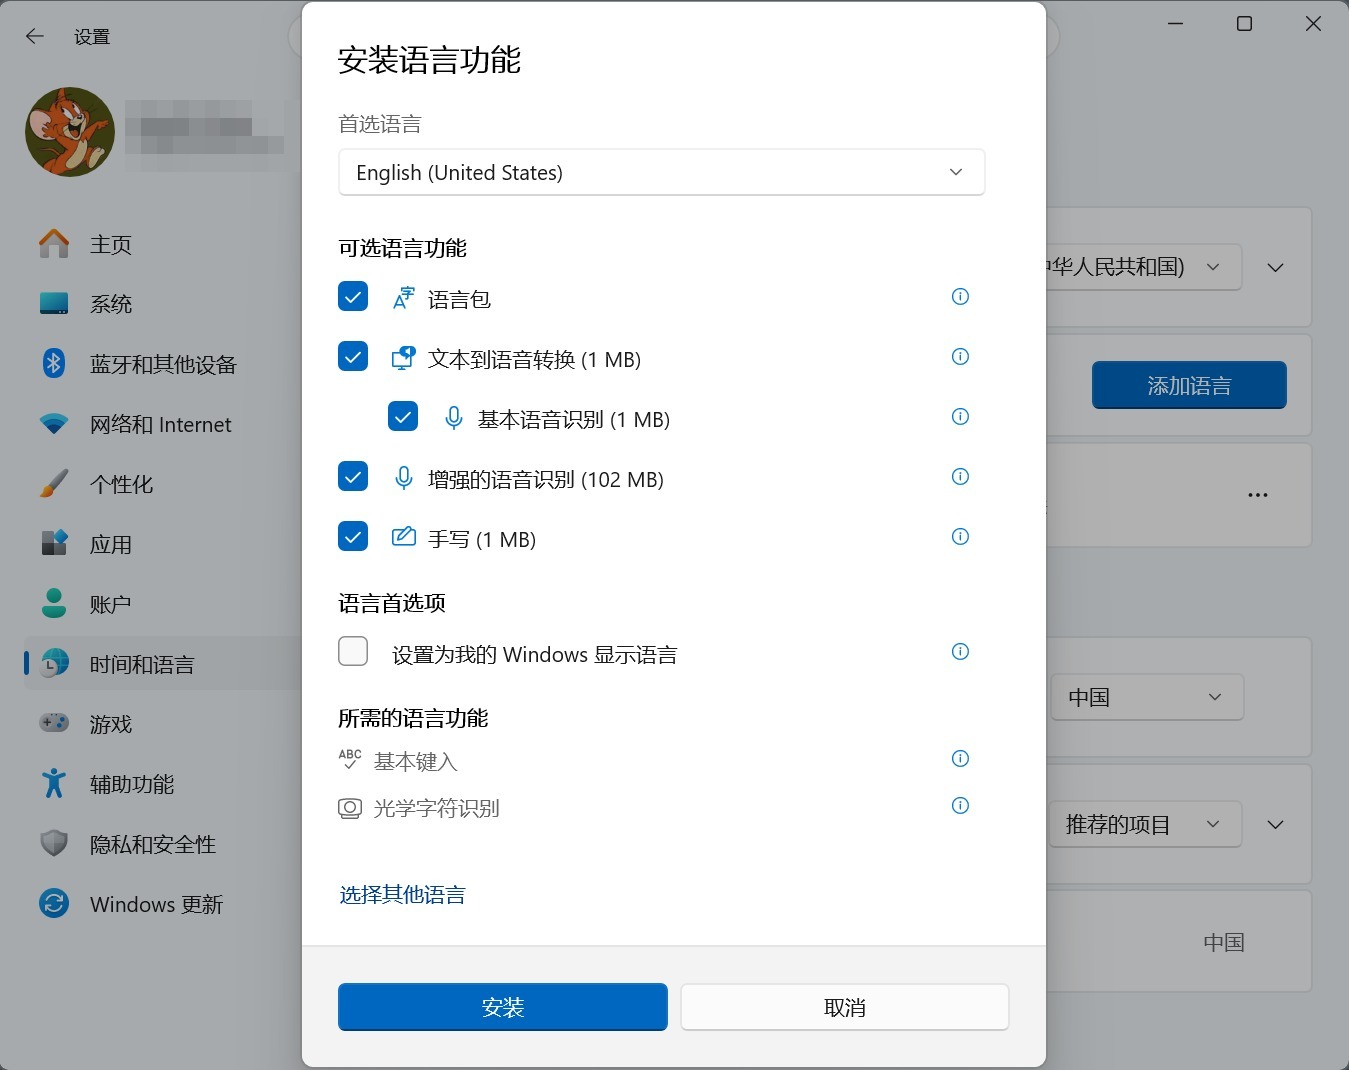 设置
主页
系统
蓝牙和其他设备
网络和 Internet
个性化
应用
账户
时间和语言
游戏
辅助功能
隐私和安全性
Windows 更新
安装语言功能
首选语言
English (United States)
可选语言功能
语言包
文本到语音转换 (1 MB)
基本语音识别 (1 MB)
增强的语音识别 (102 MB)
手写 (1 MB)
语言首选项
设置为我的 Windows 显示语言
所需的语言功能
ABC
基本键入
光学字符识别
选择其他语言
安装
取消
华人民共和国)
添加语言
中国
推荐的项目
中国